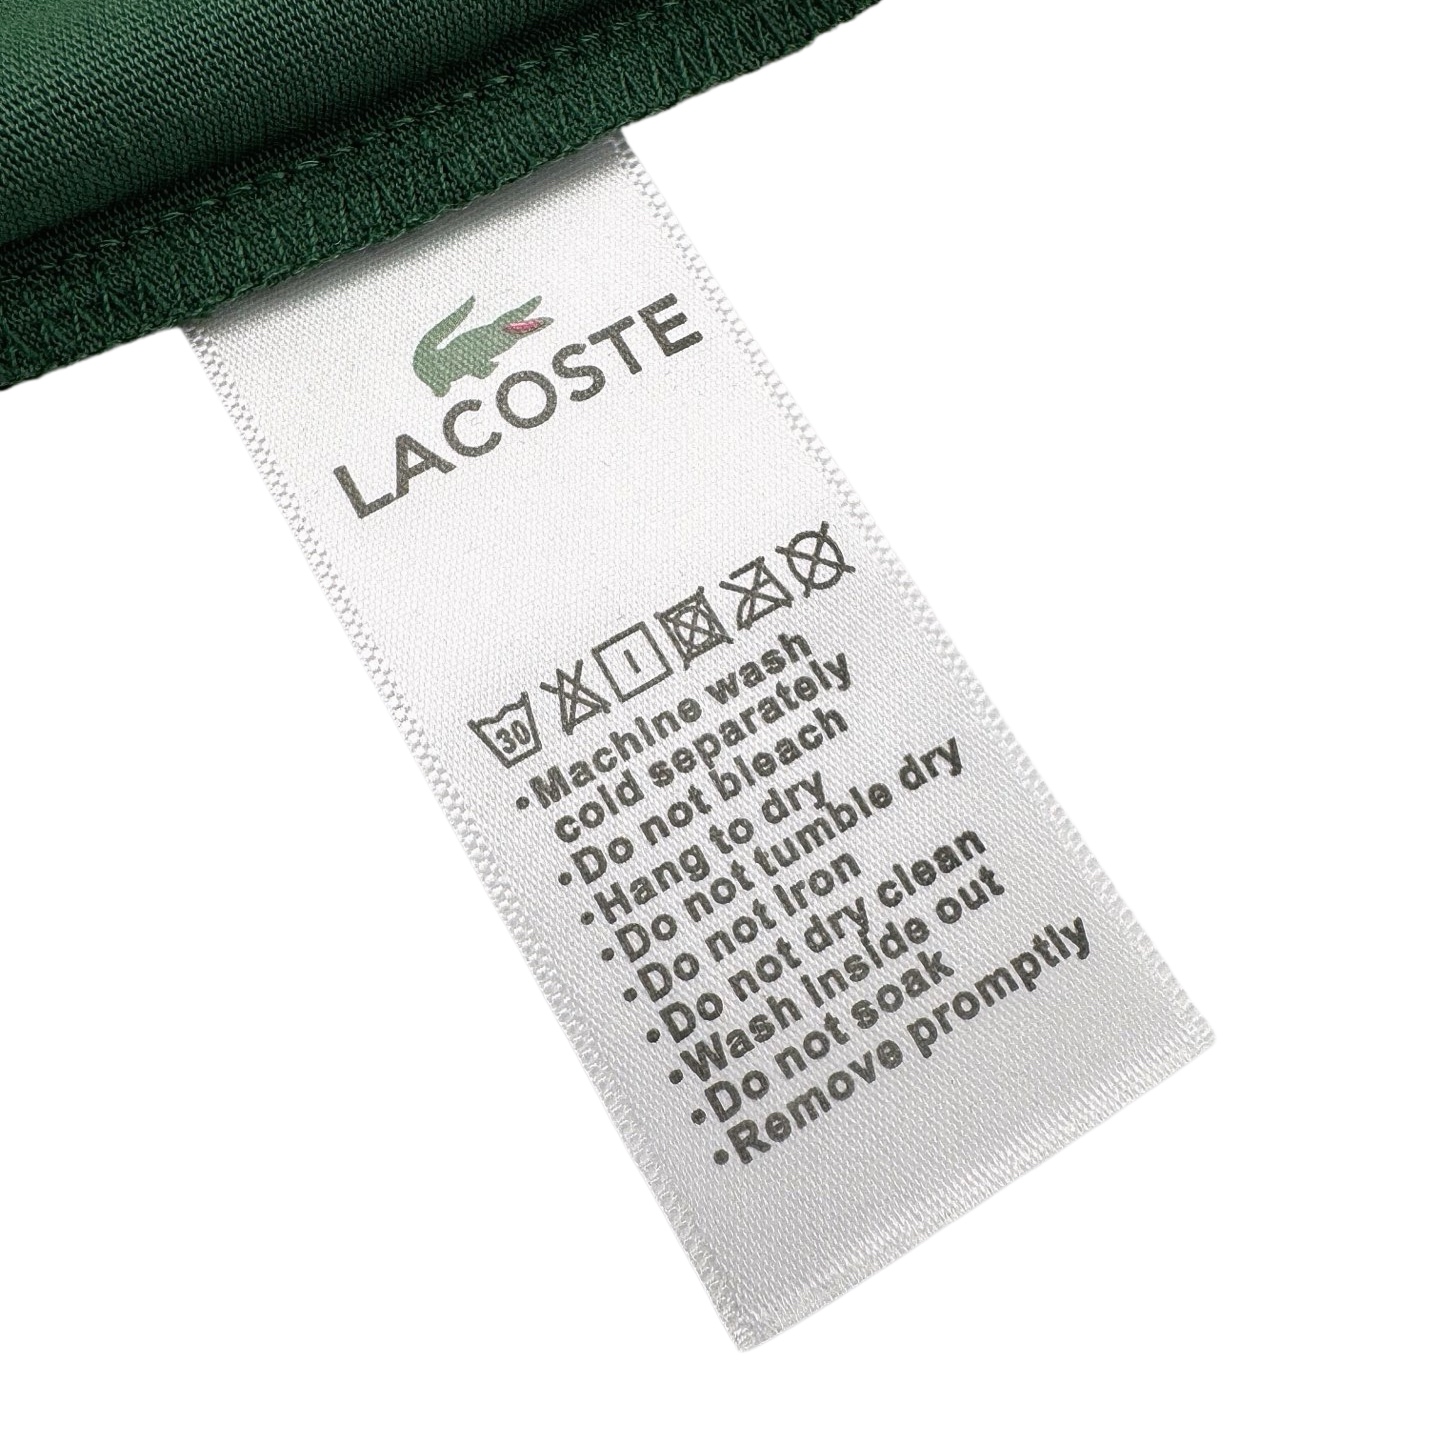 LACOSTE
30
•Machine wash
cold separately
•Do not bleach
•Hang to dry
•Do not tumble dry
•Do not iron
•Do not dry clean
•Wash inside out
•Do not soak
•Remove promptly